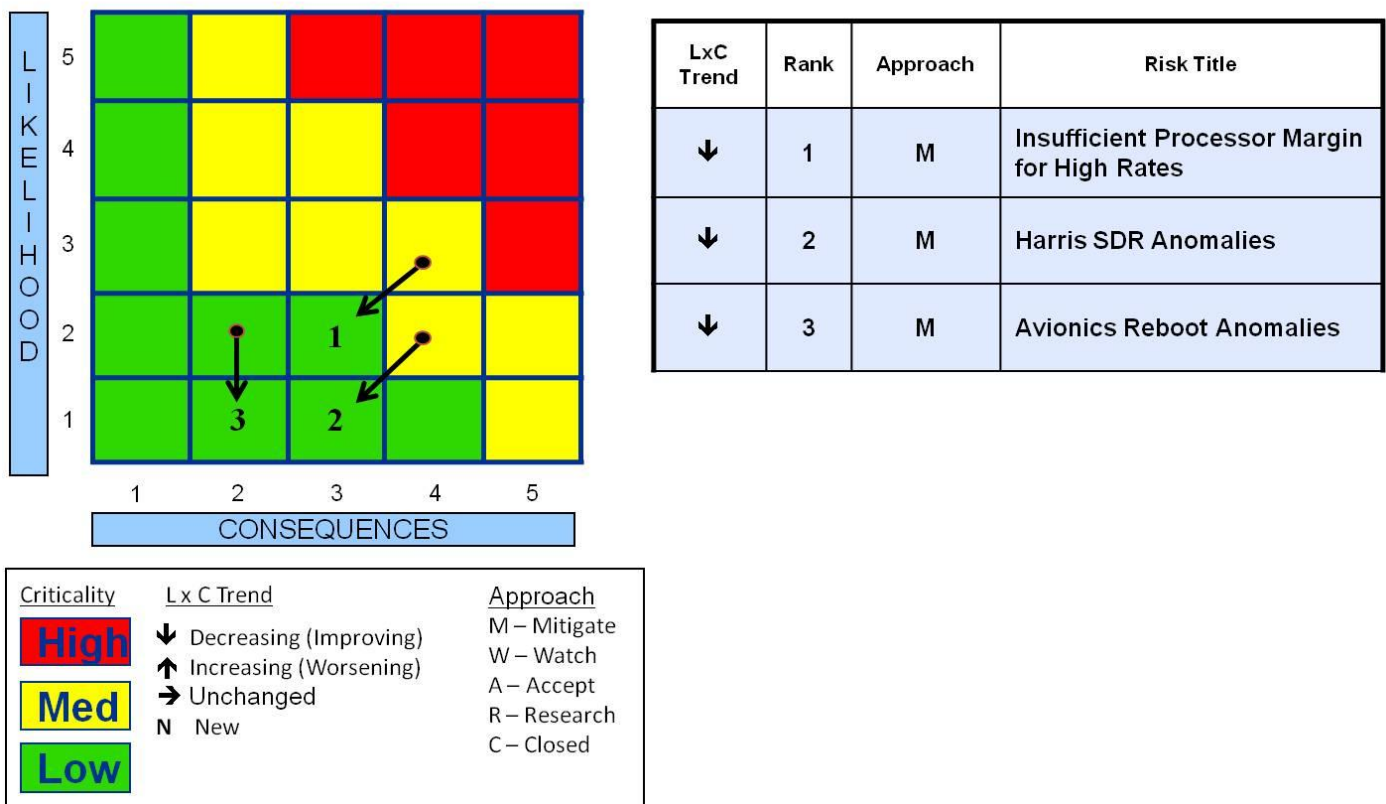 LIKELIHOOD
5
4
3
2
1
1
2
3
1 2 3 4 5
CONSEQUENCES
LxC Trend Rank Approach Risk Title
1 M Insufficient Processor Margin
for High Rates
2 M Harris SDR Anomalies
3 M Avionics Reboot Anomalies
Criticality
High
Med
Low
L x C Trend
↓ Decreasing (Improving)
↑ Increasing (Worsening)
→ Unchanged
N New
Approach
M – Mitigate
W – Watch
A – Accept
R – Research
C – Closed